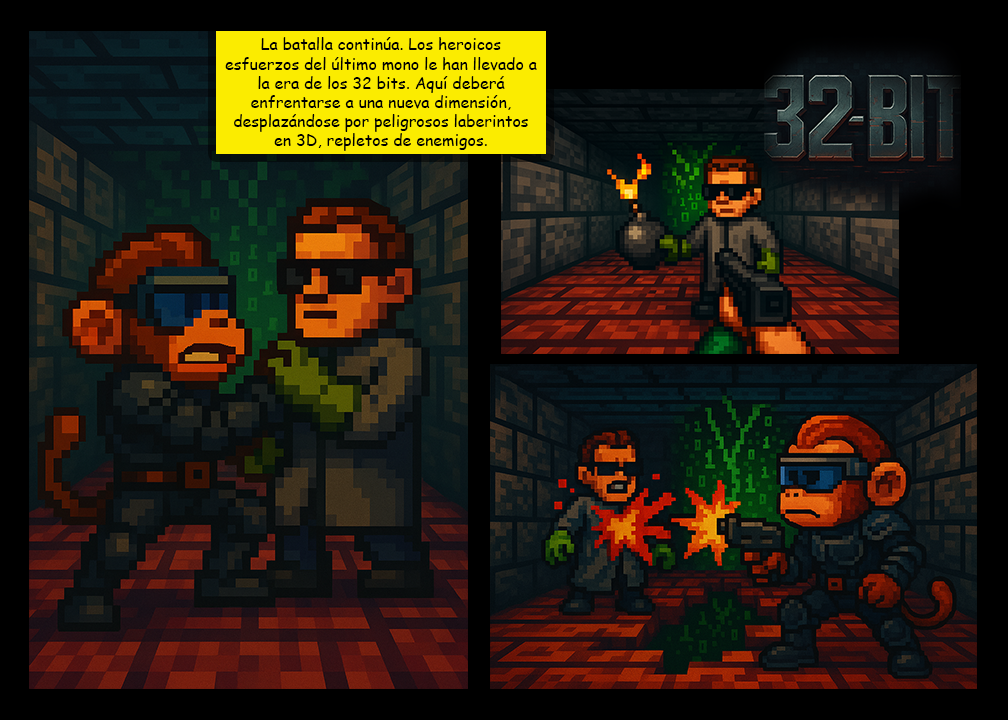 La batalla continúa. Los heroicos
esfuerzos del último mono le han llevado a
la era de los 32 bits. Aquí deberá
enfrentarse a una nueva dimensión,
desplazándose por peligrosos laberintos
en 3D, repletos de enemigos.
32-BIT